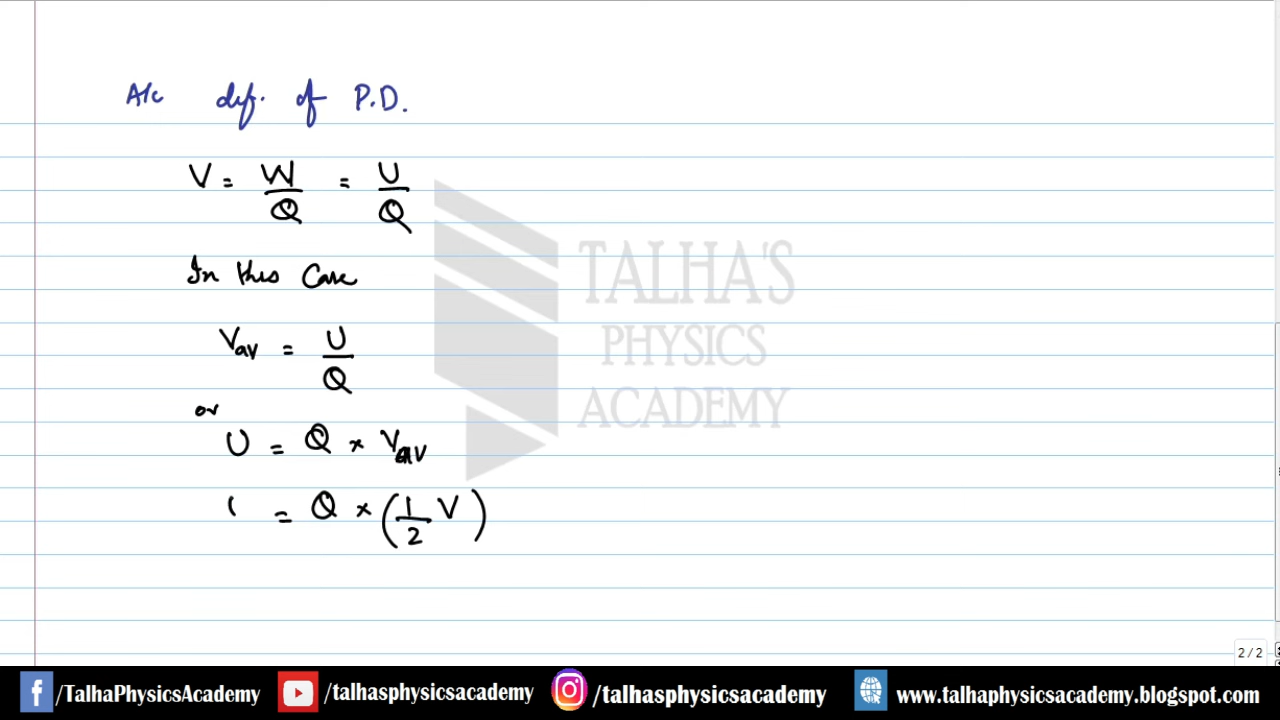 A/c def. of P.D.
V = W/Q = U/Q
In this Case
Vav = U/Q
or
U = Q × Vav
= Q × (1/2 V)
TALHA'S
PHYSICS
ACADEMY
2 / 2
/TalhaPhysicsAcademy /talhasphysicsacademy /talhasphysicsacademy www.talhaphysicsacademy.blogspot.com